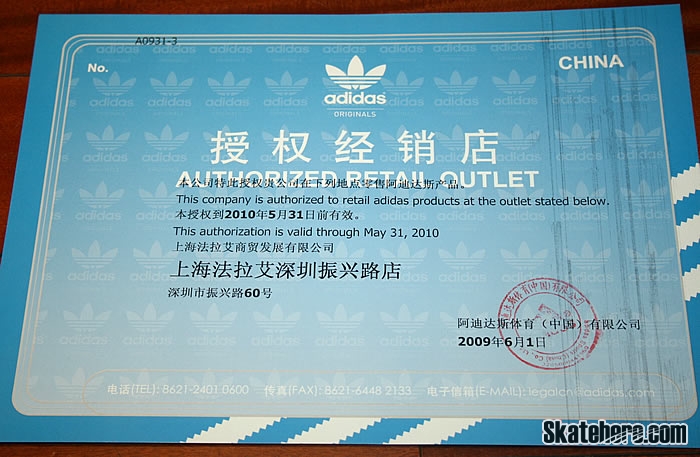 A0931-3
No.
CHINA
adidas
ORIGINALS
授权经销店
AUTHORIZED RETAIL OUTLET
本公司特此授权贵公司在下列地点零售阿迪达斯产品。
This company is authorized to retail adidas products at the outlet stated below.
本授权到2010年5月31日前有效。
This authorization is valid through May 31, 2010
上海法拉艾商贸发展有限公司
上海法拉艾深圳振兴路店
深圳市振兴路60号
阿迪达斯体育（中国）有限公司
2009年6月1日
电话(TEL): 8621-2401 0600 传真(FAX): 8621-6448 2133 电子信箱(E-MAIL): legalcn@adidas.com
Skatehere.com